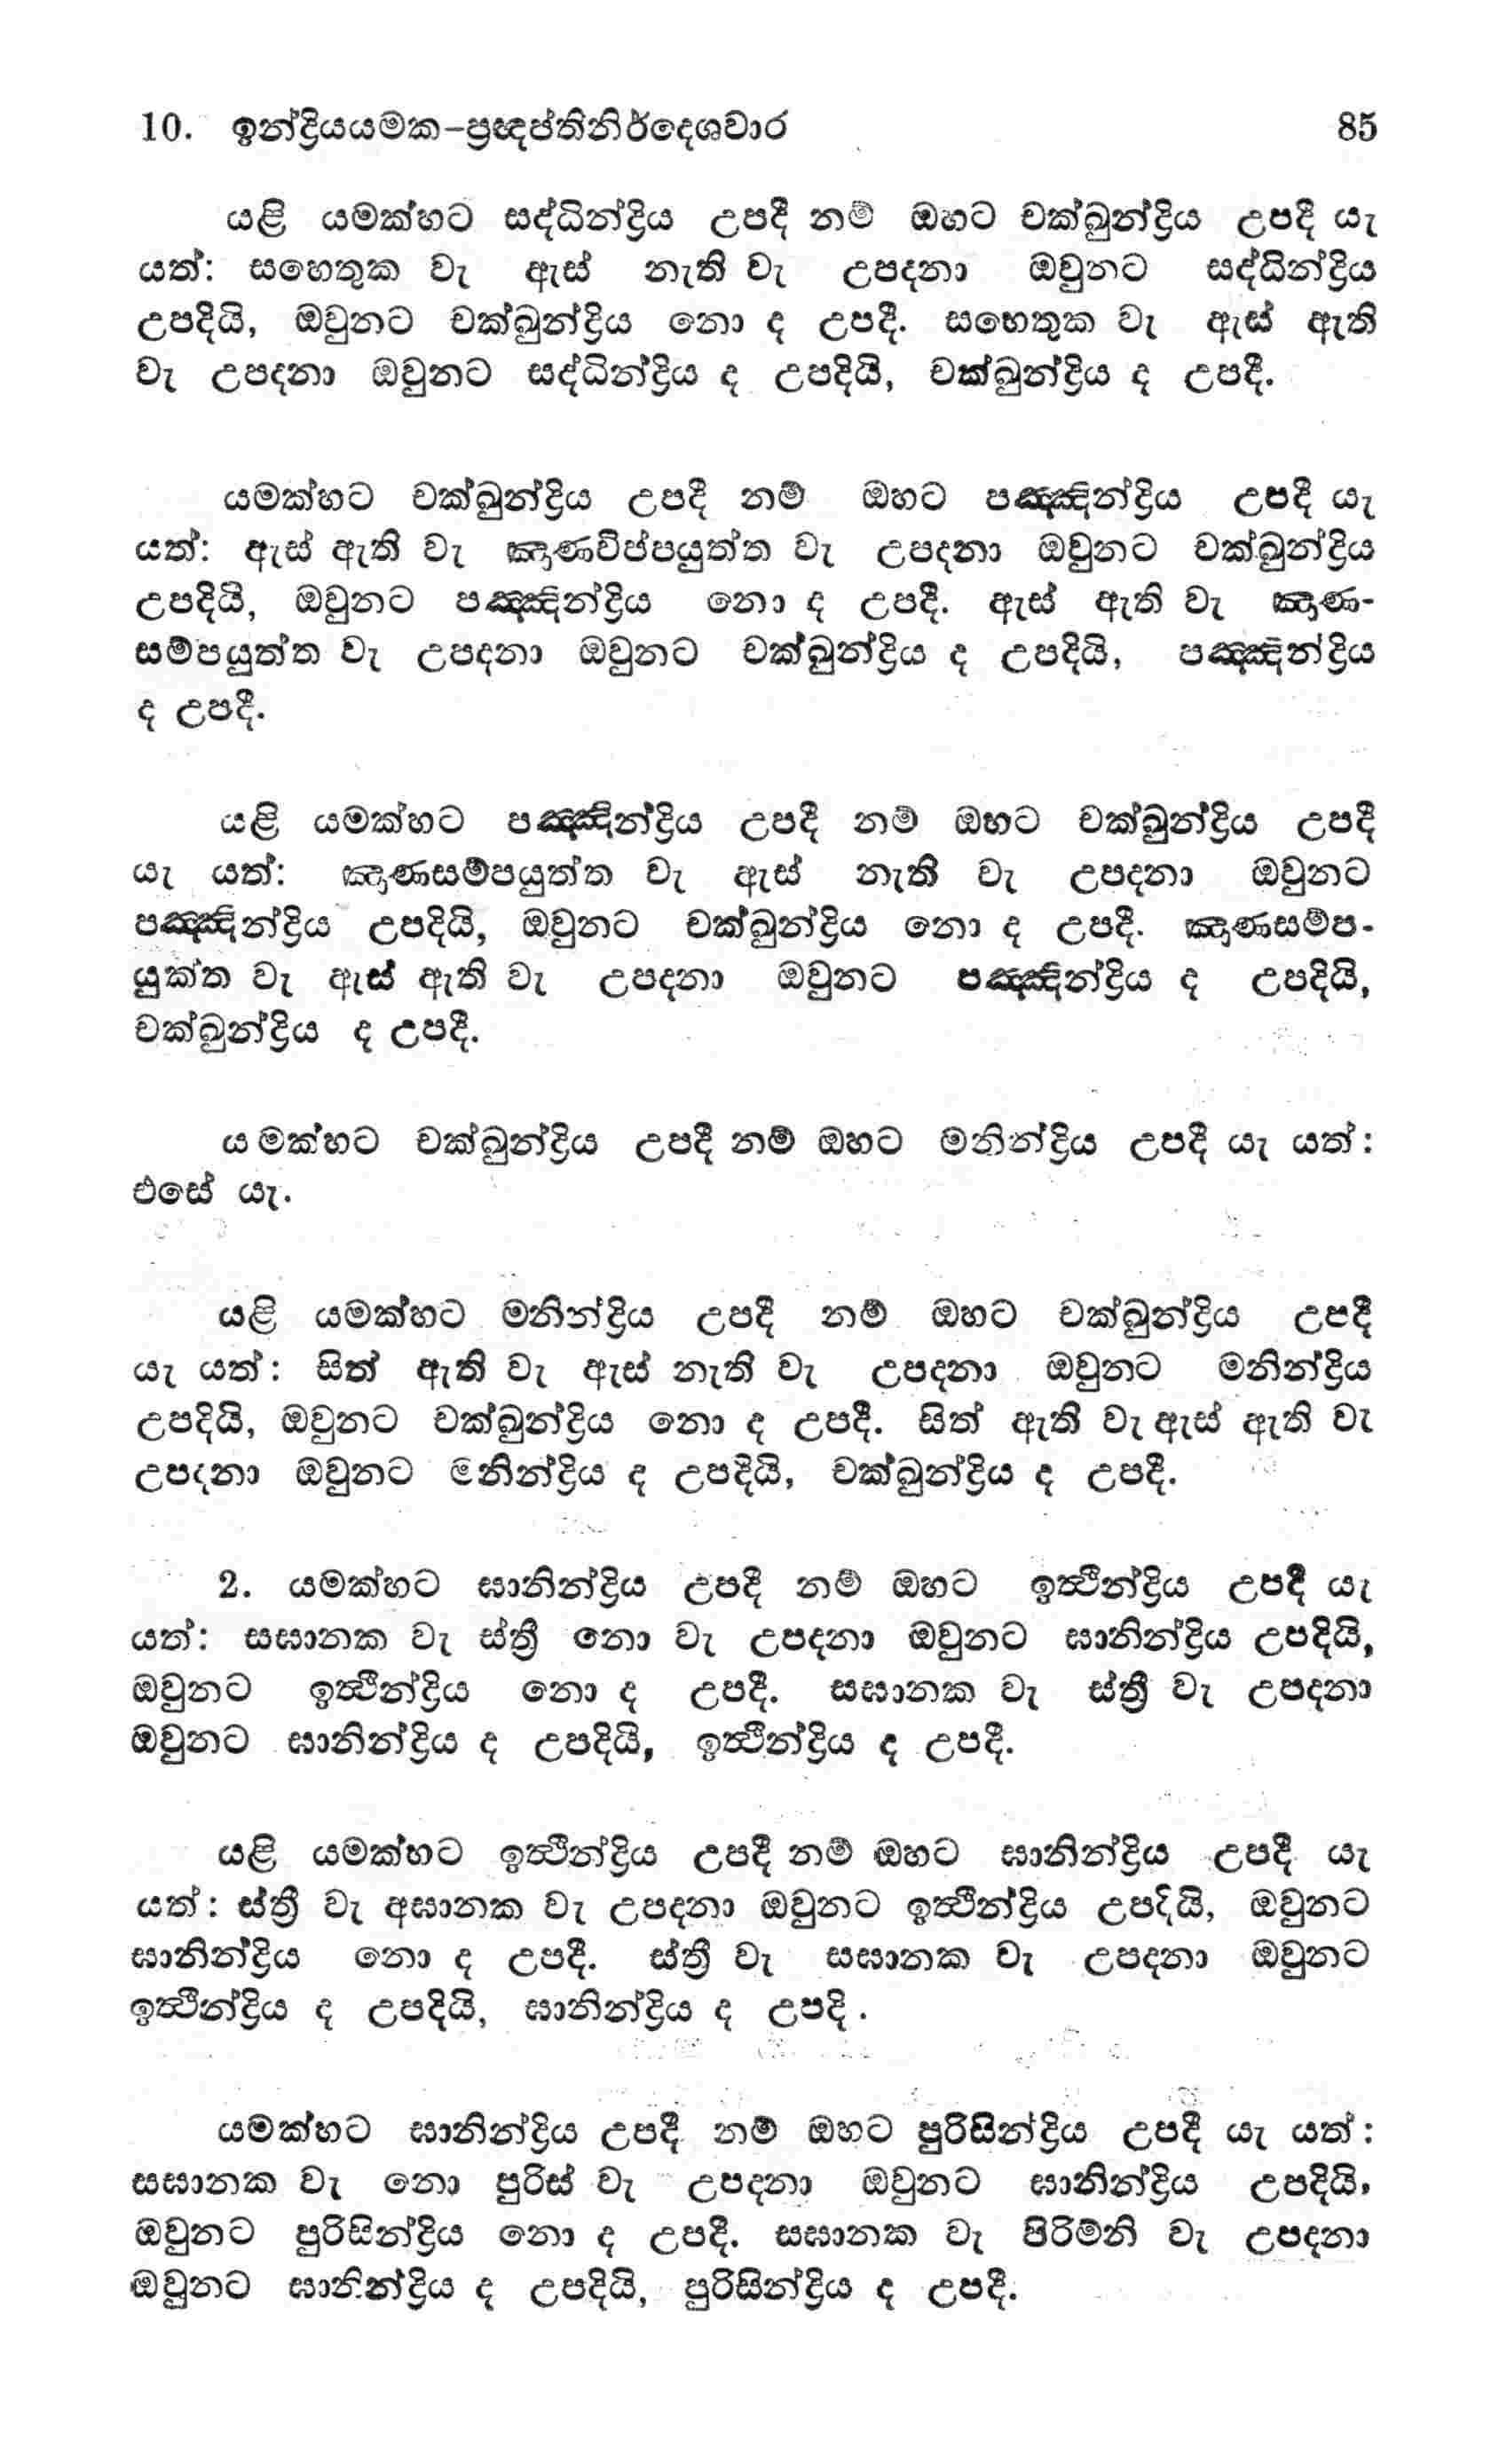 10. ඉන්ද්‍රියයමක-ප්‍රඥප්තිනිර්දෙශවාර 85
යළි යමක්හට සද්ධින්ද්‍රිය උපදී නම් ඔහට චක්ඛුන්ද්‍රිය උපදී යැ
යත්: සහෙතුක වැ ඇස් නැති වැ උපදනා ඔවුනට සද්ධින්ද්‍රිය
උපදියි, ඔවුනට චක්ඛුන්ද්‍රිය නො ද උපදී. සහෙතුක වැ ඇස් ඇති
වැ උපදනා ඔවුනට සද්ධින්ද්‍රිය ද උපදියි, චක්ඛුන්ද්‍රිය ද උපදී.
යමක්හට චක්ඛුන්ද්‍රිය උපදී නම් ඔහට පඤ්ඤින්ද්‍රිය උපදී යැ
යත්: ඇස් ඇති වැ ඤාණවිප්පයුත්ත වැ උපදනා ඔවුනට චක්ඛුන්ද්‍රිය
උපදියි, ඔවුනට පඤ්ඤින්ද්‍රිය නො ද උපදී. ඇස් ඇති වැ ඤාණ-
සම්පයුත්ත වැ උපදනා ඔවුනට චක්ඛුන්ද්‍රිය ද උපදියි, පඤ්ඤින්ද්‍රිය
ද උපදී.
යළි යමක්හට පඤ්ඤින්ද්‍රිය උපදී නම් ඔහට චක්ඛුන්ද්‍රිය උපදී
යැ යත්: ඤාණසම්පයුත්ත වැ ඇස් නැති වැ උපදනා ඔවුනට
පඤ්ඤින්ද්‍රිය උපදියි, ඔවුනට චක්ඛුන්ද්‍රිය නො ද උපදී. ඤාණසම්ප-
යුක්ත වැ ඇස් ඇති වැ උපදනා ඔවුනට පඤ්ඤින්ද්‍රිය ද උපදියි,
චක්ඛුන්ද්‍රිය ද උපදී.
යමක්හට චක්ඛුන්ද්‍රිය උපදී නම් ඔහට මනින්ද්‍රිය උපදී යැ යත්:
එසේ යැ.
යළි යමක්හට මනින්ද්‍රිය උපදී නම් ඔහට චක්ඛුන්ද්‍රිය උපදී
යැ යත්: සිත් ඇති වැ ඇස් නැති වැ උපදනා ඔවුනට මනින්ද්‍රිය
උපදියි, ඔවුනට චක්ඛුන්ද්‍රිය නො ද උපදී. සිත් ඇති වැ ඇස් ඇති වැ
උපදනා ඔවුනට මනින්ද්‍රිය ද උපදියි, චක්ඛුන්ද්‍රිය ද උපදී.
2. යමක්හට ඝානින්ද්‍රිය උපදී නම් ඔහට ඉත්‍ථින්ද්‍රිය උපදී යැ
යත්: සඝානක වැ ස්ත්‍රී නො වැ උපදනා ඔවුනට ඝානින්ද්‍රිය උපදියි,
ඔවුනට ඉත්‍ථින්ද්‍රිය නො ද උපදී. සඝානක වැ ස්ත්‍රී වැ උපදනා
ඔවුනට ඝානින්ද්‍රිය ද උපදියි, ඉත්‍ථින්ද්‍රිය ද උපදී.
යළි යමක්හට ඉත්‍ථින්ද්‍රිය උපදී නම් ඔහට ඝානින්ද්‍රිය උපදී යැ
යත්: ස්ත්‍රී වැ අඝානක වැ උපදනා ඔවුනට ඉත්‍ථින්ද්‍රිය උපදියි, ඔවුනට
ඝානින්ද්‍රිය නො ද උපදී. ස්ත්‍රී වැ සඝානක වැ උපදනා ඔවුනට
ඉත්‍ථින්ද්‍රිය ද උපදියි, ඝානින්ද්‍රිය ද උපදි.
යමක්හට ඝානින්ද්‍රිය උපදී නම් ඔහට පුරිසින්ද්‍රිය උපදී යැ යත්:
සඝානක වැ නො පුරිස් වැ උපදනා ඔවුනට ඝානින්ද්‍රිය උපදියි,
ඔවුනට පුරිසින්ද්‍රිය නො ද උපදී. සඝානක වැ පිරිම්නි වැ උපදනා
ඔවුනට ඝානින්ද්‍රිය ද උපදියි, පුරිසින්ද්‍රිය ද උපදී.